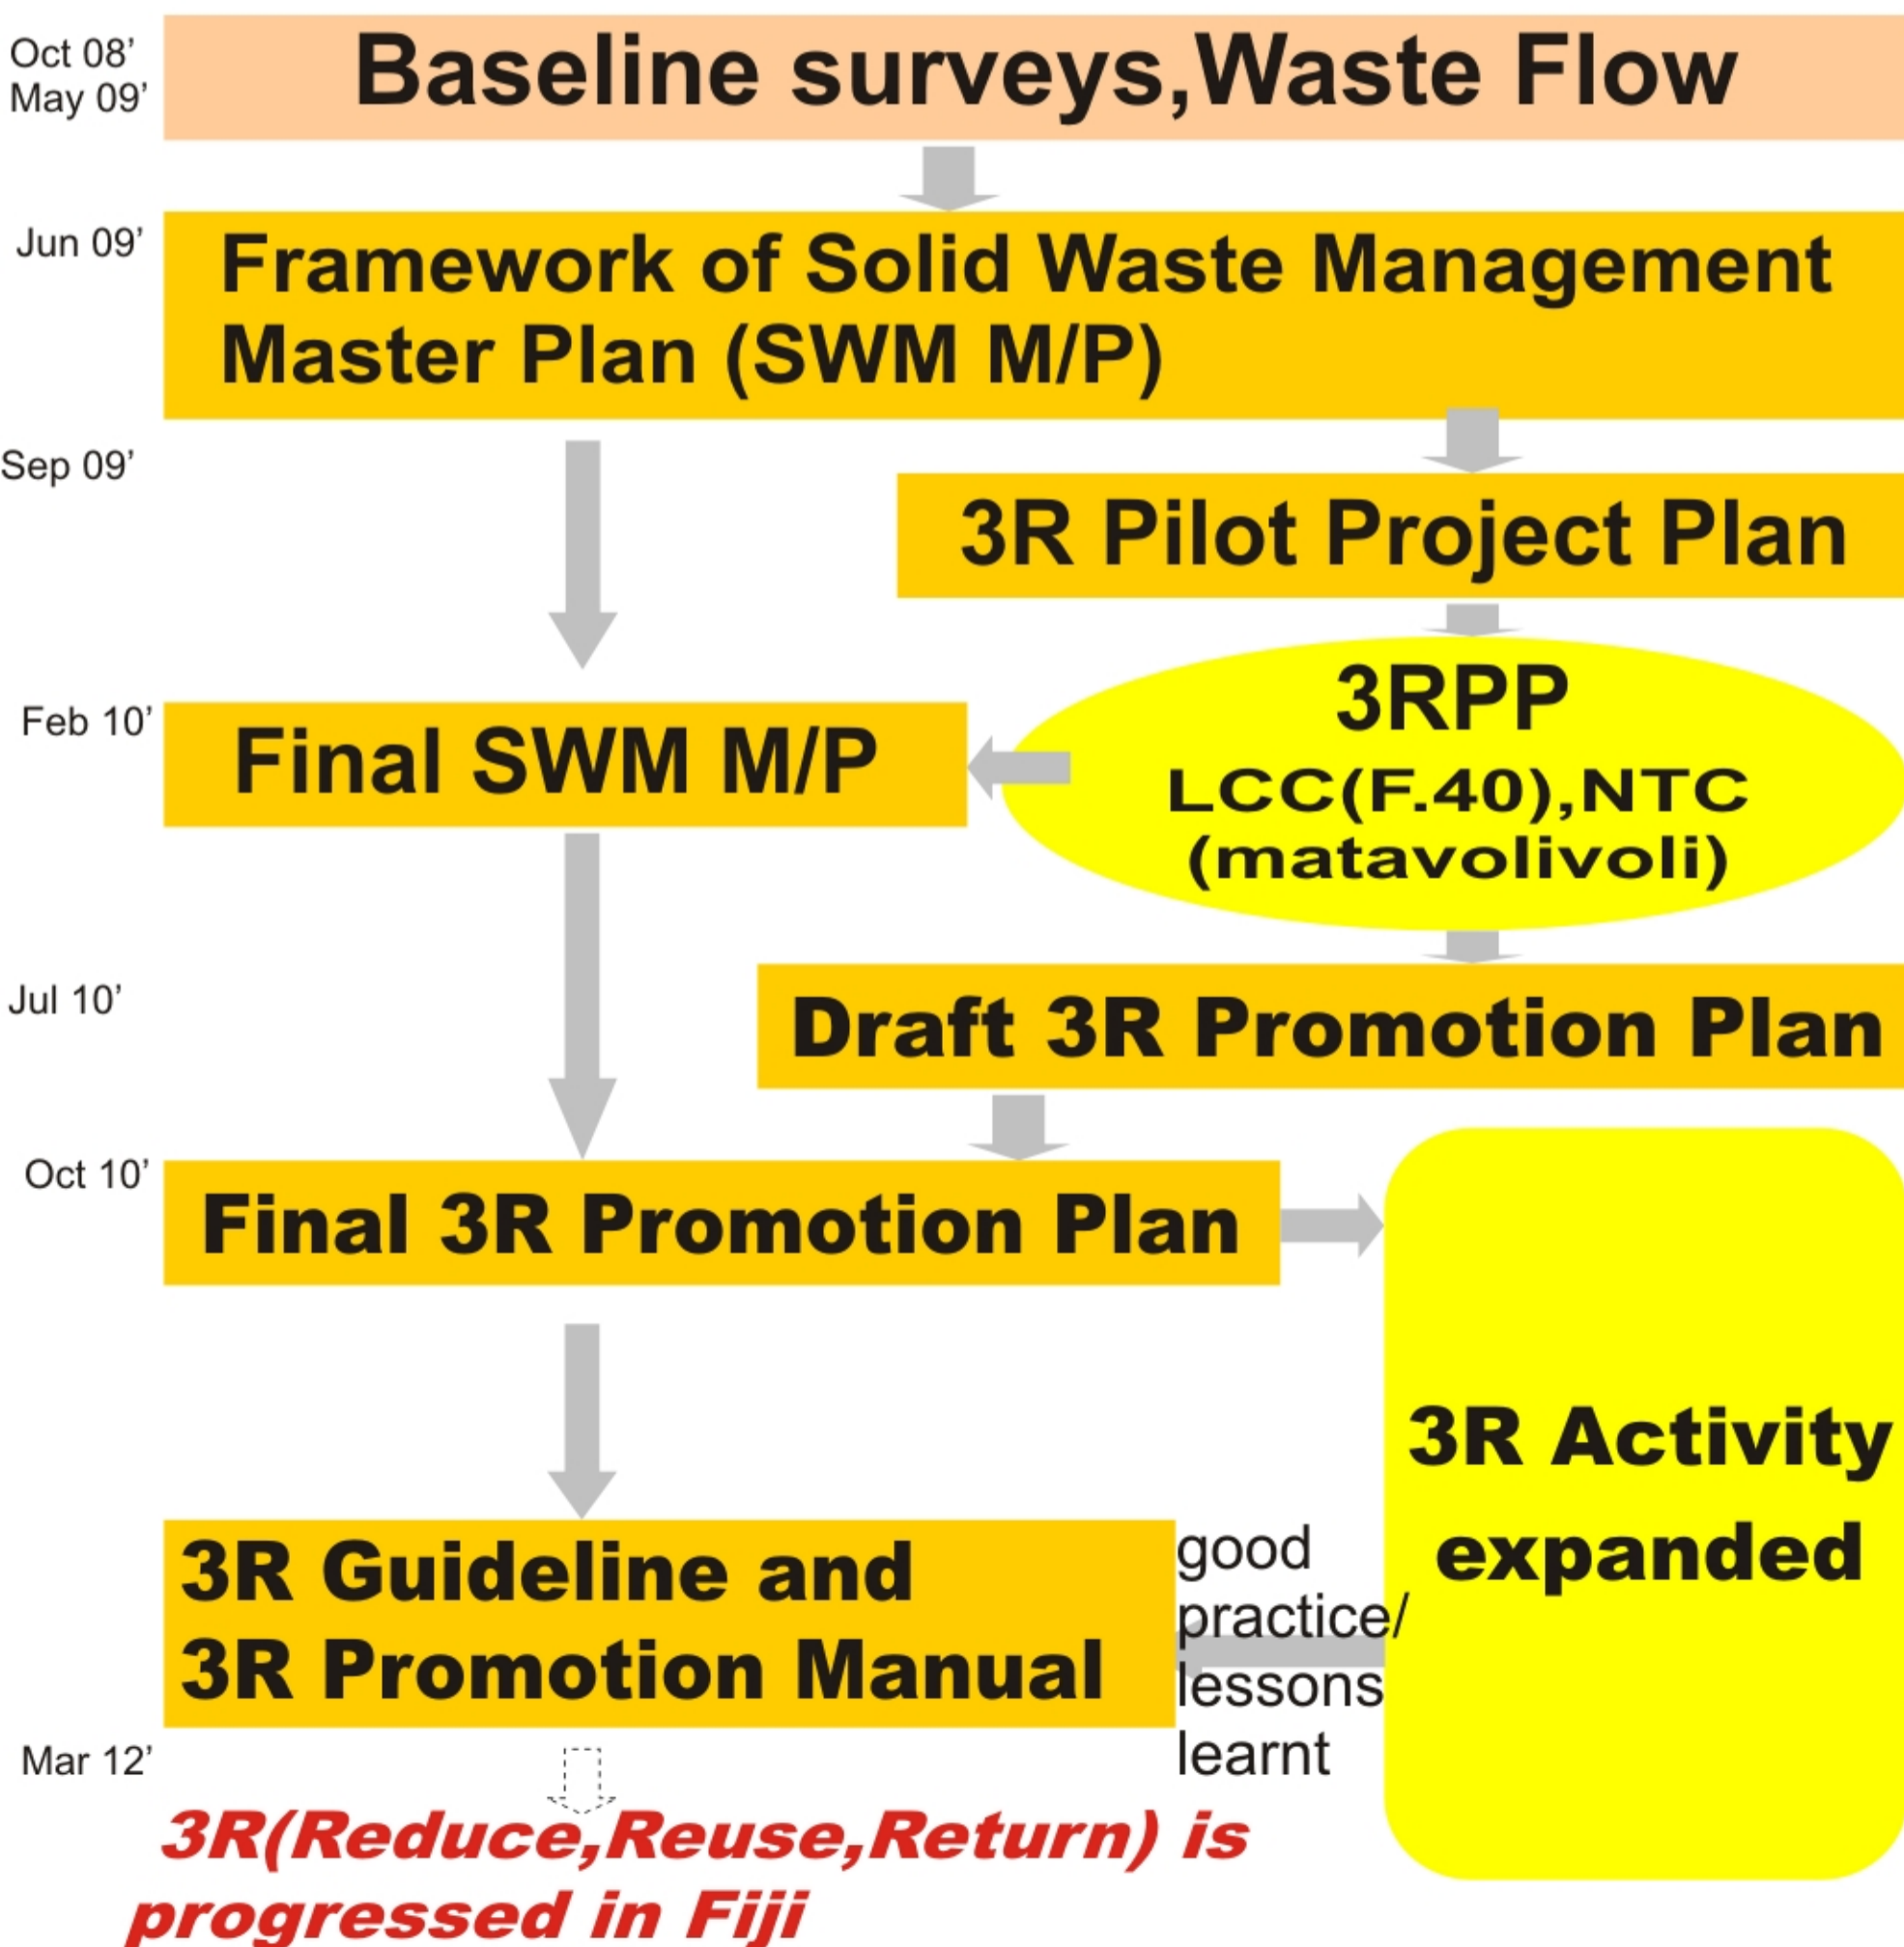 Oct 08’
May 09’
Baseline surveys,Waste Flow
Jun 09’
Framework of Solid Waste Management
Master Plan (SWM M/P)
Sep 09’
3R Pilot Project Plan
3RPP
LCC(F.40),NTC
(matavolivoli)
Feb 10’
Final SWM M/P
Jul 10’
Draft 3R Promotion Plan
Oct 10’
Final 3R Promotion Plan
3R Activity
expanded
3R Guideline and
3R Promotion Manual
good
practice/
lessons
learnt
Mar 12’
3R(Reduce,Reuse,Return) is
progressed in Fiji